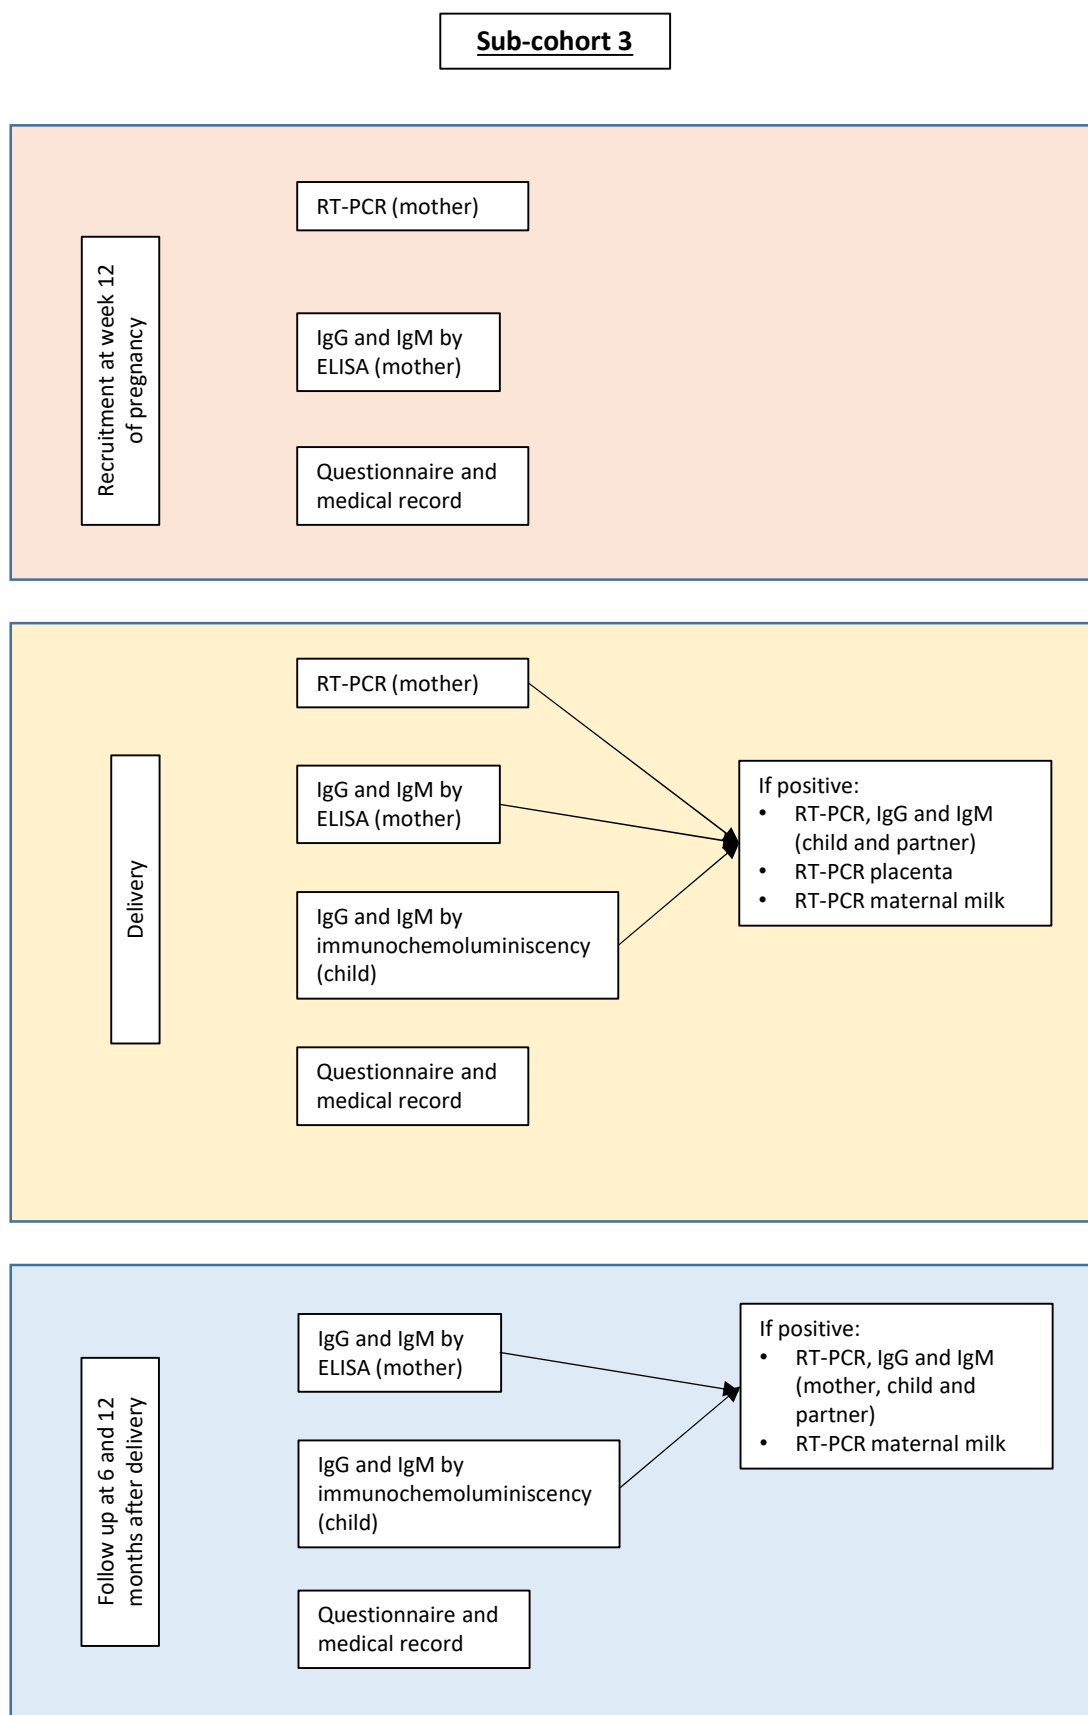 Sub-cohort 3
Recruitment at week 12
of pregnancy
RT-PCR (mother)
IgG and IgM by
ELISA (mother)
Questionnaire and
medical record
Delivery
RT-PCR (mother)
IgG and IgM by
ELISA (mother)
IgG and IgM by
immunochemoluminiscency
(child)
Questionnaire and
medical record
If positive:
• RT-PCR, IgG and IgM
(child and partner)
• RT-PCR placenta
• RT-PCR maternal milk
Follow up at 6 and 12
months after delivery
IgG and IgM by
ELISA (mother)
IgG and IgM by
immunochemoluminiscency
(child)
Questionnaire and
medical record
If positive:
• RT-PCR, IgG and IgM
(mother, child and
partner)
• RT-PCR maternal milk